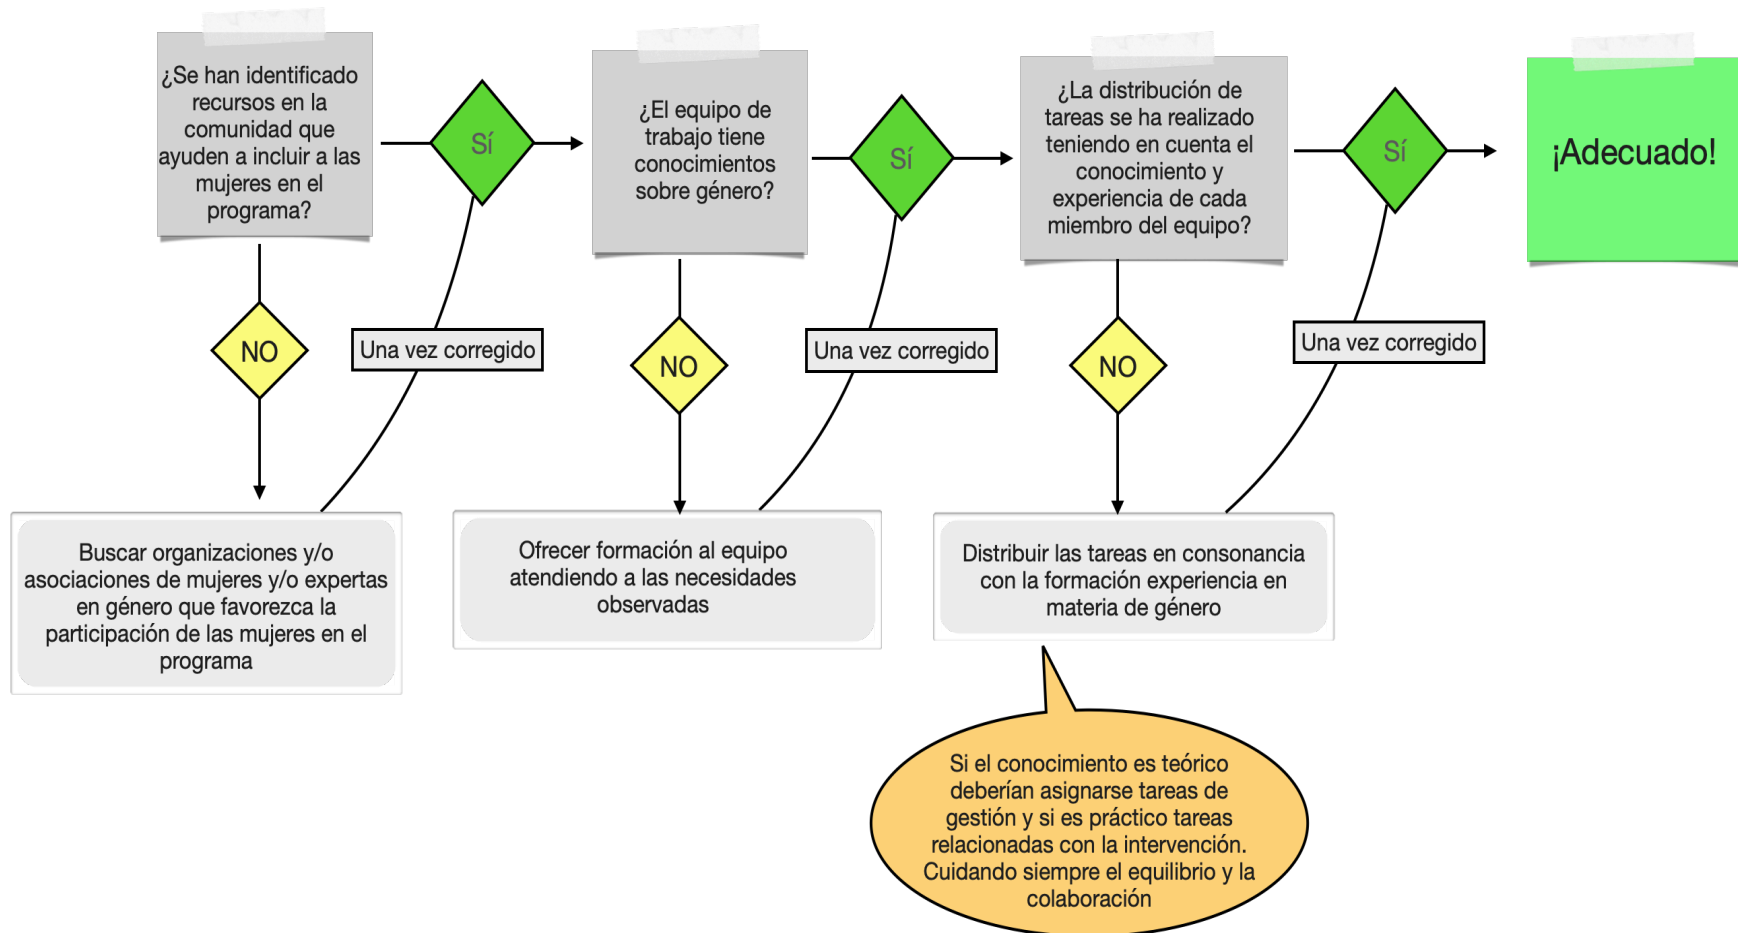 ¿Se han identificado
recursos en la
comunidad que
ayuden a incluir a las
mujeres en el
programa?
Sí
¿El equipo de
trabajo tiene
conocimientos
sobre género?
Sí
¿La distribución de
tareas se ha realizado
teniendo en cuenta el
conocimiento y
experiencia de cada
miembro del equipo?
Sí
¡Adecuado!
NO
Una vez corregido
NO
Una vez corregido
NO
Una vez corregido
Buscar organizaciones y/o
asociaciones de mujeres y/o expertas
en género que favorezca la
participación de las mujeres en el
programa
Ofrecer formación al equipo
atendiendo a las necesidades
observadas
Distribuir las tareas en consonancia
con la formación experiencia en
materia de género
Si el conocimiento es teórico
deberían asignarse tareas de
gestión y si es práctico tareas
relacionadas con la intervención.
Cuidando siempre el equilibrio y la
colaboración